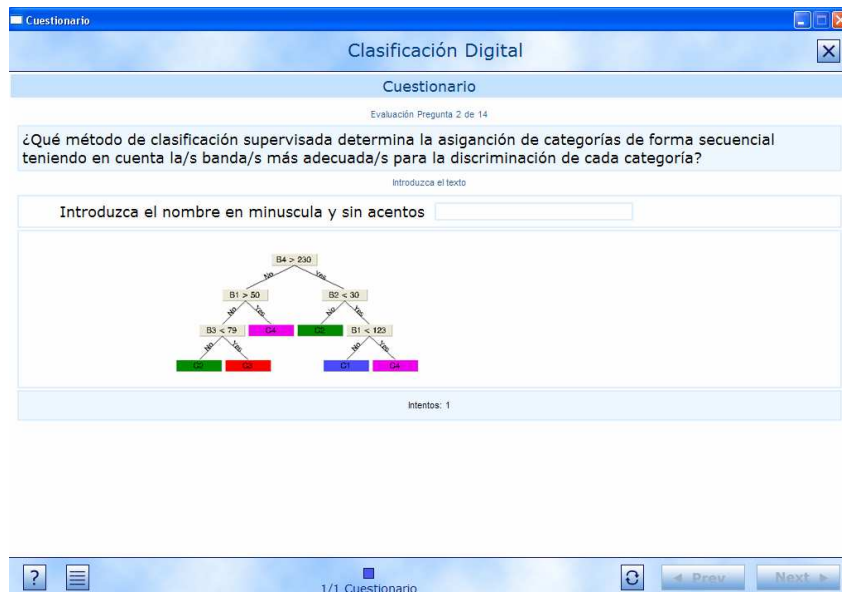 Cuestionario
Clasificación Digital
Cuestionario
Evaluación Pregunta 2 de 14
¿Qué método de clasificación supervisada determina la asigанción de categorías de forma secuencial
teniendo en cuenta la/s banda/s más adecuada/s para la discriminación de cada categoría?
Introduzca el texto
Introduzca el nombre en minuscula y sin acentos
B4 > 230
No Yes
B1 > 50 B2 < 30
No Yes No Yes
B3 < 79 C4 C2 B1 < 123
No Yes No Yes
C2 C3 C1 C4
Intentos: 1
?
1/1 Cuestionario
Prev Next